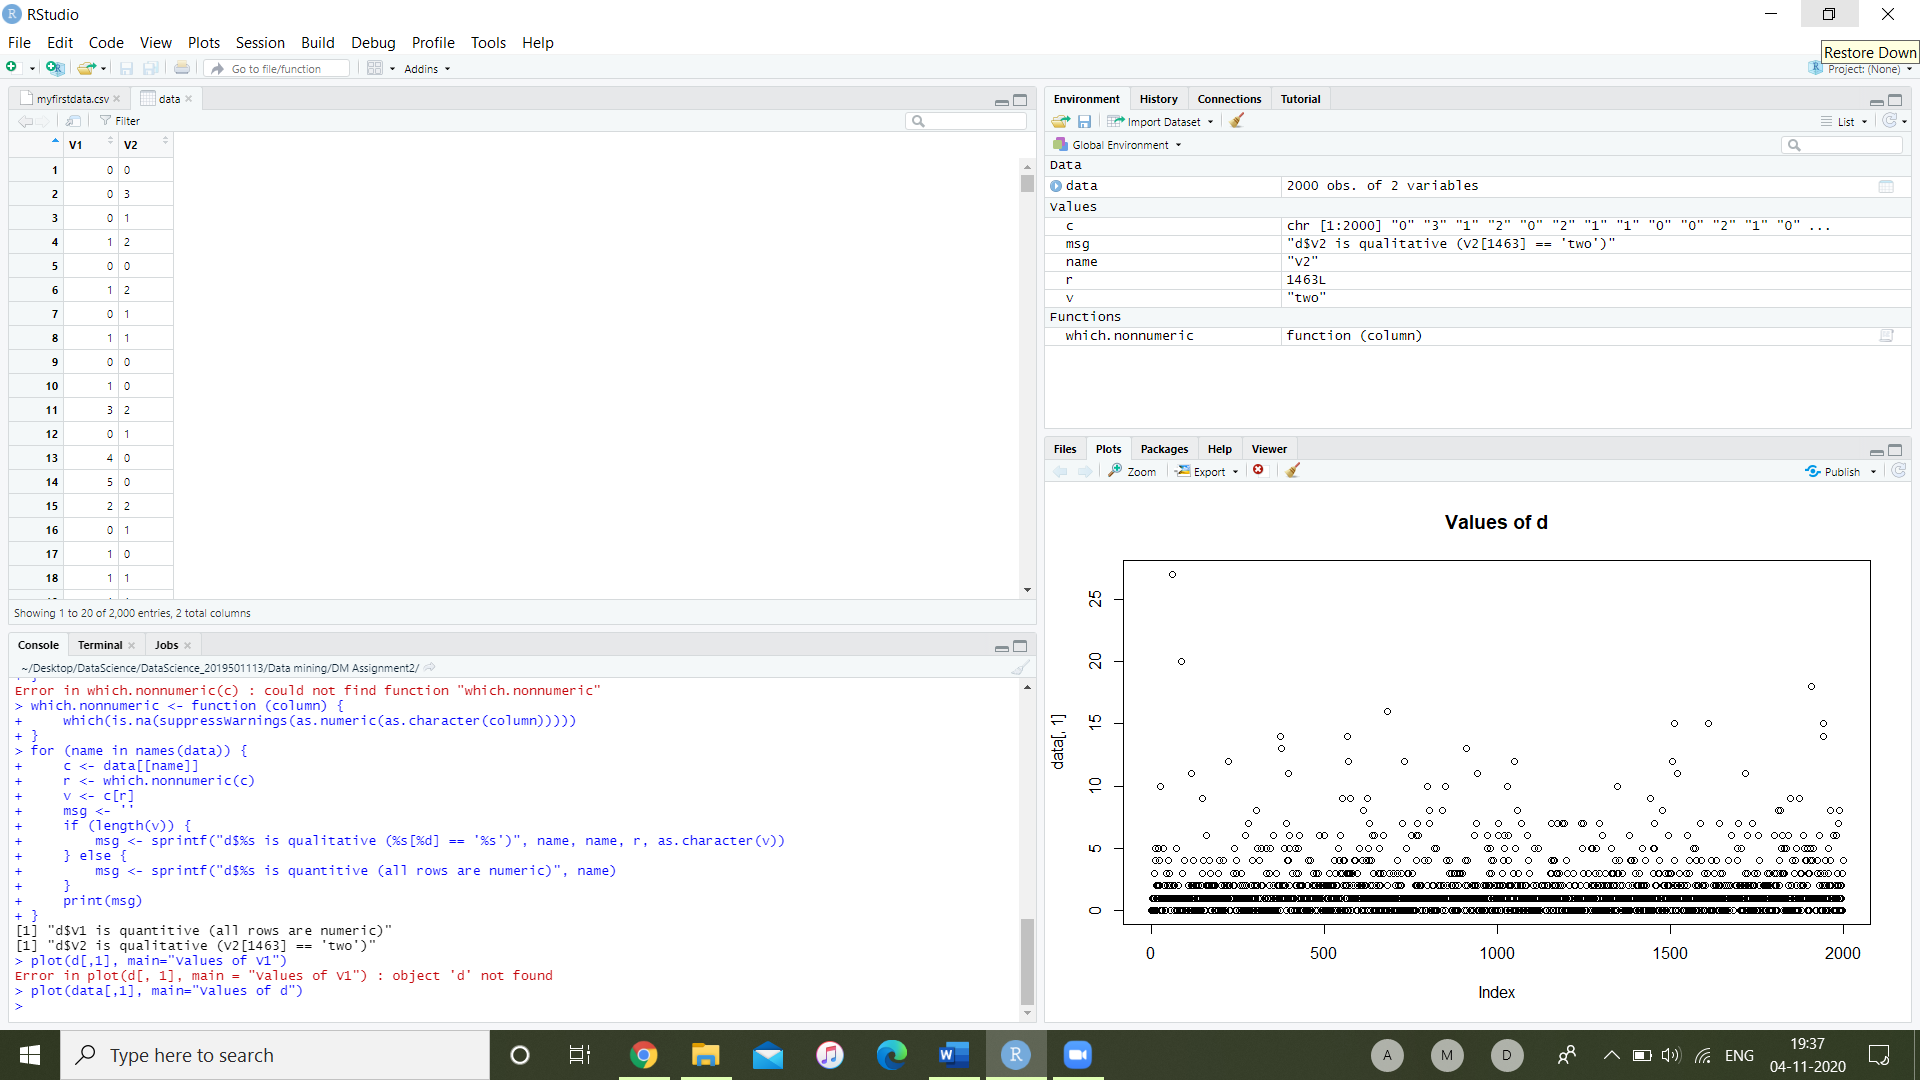 RStudio
File Edit Code View Plots Session Build Debug Profile Tools Help
Restore Down
Go to file/function Addins
Project: (None)
myfirstdata.csv data
Filter
V1 V2
1 0 0
2 0 3
3 0 1
4 1 2
5 0 0
6 1 2
7 0 1
8 1 1
9 0 0
10 1 0
11 3 2
12 0 1
13 4 0
14 5 0
15 2 2
16 0 1
17 1 0
18 1 1
Showing 1 to 20 of 2,000 entries, 2 total columns
Console Terminal Jobs
~/Desktop/DataScience/DataScience_2019501113/Data mining/DM Assignment2/
+ }
Error in which.nonnumeric(c) : could not find function "which.nonnumeric"
> which.nonnumeric <- function (column) {
+     which(is.na(suppressWarnings(as.numeric(as.character(column)))))
+ }
> for (name in names(data)) {
+     c <- data[[name]]
+     r <- which.nonnumeric(c)
+     v <- c[r]
+     msg <- ''
+     if (length(v)) {
+         msg <- sprintf("d$%s is qualitative (%s[%d] == '%s')", name, name, r, as.character(v))
+     } else {
+         msg <- sprintf("d$%s is quantitive (all rows are numeric)", name)
+     }
+     print(msg)
+ }
[1] "d$V1 is quantitive (all rows are numeric)"
[1] "d$V2 is qualitative (V2[1463] == 'two')"
> plot(d[,1], main="Values of V1")
Error in plot(d[, 1], main = "Values of V1") : object 'd' not found
> plot(data[,1], main="Values of d")
>
Environment History Connections Tutorial
Import Dataset List
Global Environment
Data
data 2000 obs. of 2 variables
Values
c chr [1:2000] "0" "3" "1" "2" "0" "2" "1" "1" "0" "0" "2" "1" "0" ...
msg "d$V2 is qualitative (V2[1463] == 'two')"
name "V2"
r 1463L
v "two"
Functions
which.nonnumeric function (column)
Files Plots Packages Help Viewer
Zoom Export Publish
Values of d
data[, 1]
25
20
15
10
5
0
0 500 1000 1500 2000
Index
Type here to search
A M D ENG
19:37
04-11-2020